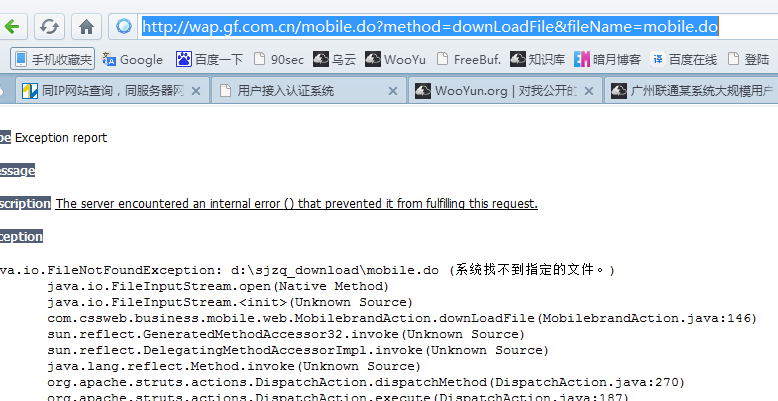 http://wap.gf.com.cn/mobile.do?method=downLoadFile&fileName=mobile.do
手机收藏夹 Google 百度一下 90sec 乌云 WooYu FreeBuf. 知识库 暗月博客 百度在线 登陆
同IP网站查询，同服务器网 用户接入认证系统 WooYun.org | 对我公开的 广州联通某系统大规模用户
pe Exception report
essage
scription The server encountered an internal error () that prevented it from fulfilling this request.
ception
va.io.FileNotFoundException: d:\sjzq_download\mobile.do (系统找不到指定的文件。)
java.io.FileInputStream.open(Native Method)
java.io.FileInputStream.<init>(Unknown Source)
com.cssweb.business.mobile.web.MobilebrandAction.downLoadFile(MobilebrandAction.java:146)
sun.reflect.GeneratedMethodAccessor32.invoke(Unknown Source)
sun.reflect.DelegatingMethodAccessorImpl.invoke(Unknown Source)
java.lang.reflect.Method.invoke(Unknown Source)
org.apache.struts.actions.DispatchAction.dispatchMethod(DispatchAction.java:270)
org.apache.struts.actions.DispatchAction.execute(DispatchAction.java:187)